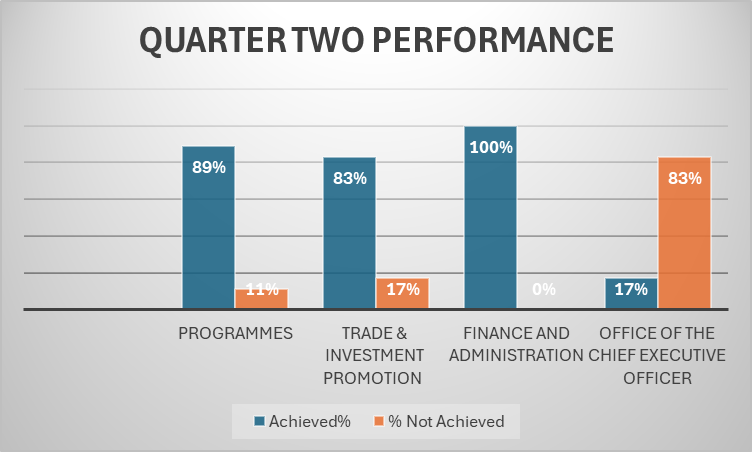 QUARTER TWO PERFORMANCE
89%
11%
83%
17%
100%
0%
17%
83%
PROGRAMMES
TRADE &
INVESTMENT
PROMOTION
FINANCE AND
ADMINISTRATION
OFFICE OF THE
CHIEF EXECUTIVE
OFFICER
Achieved%
% Not Achieved